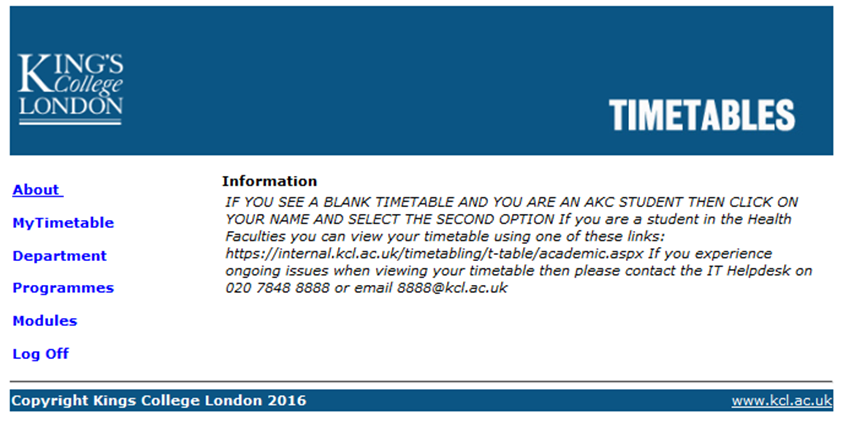 KING'S
College
LONDON
TIMETABLES
About
MyTimetable
Department
Programmes
Modules
Log Off
Information
IF YOU SEE A BLANK TIMETABLE AND YOU ARE AN AKC STUDENT THEN CLICK ON
YOUR NAME AND SELECT THE SECOND OPTION If you are a student in the Health
Faculties you can view your timetable using one of these links:
https://internal.kcl.ac.uk/timetabling/t-table/academic.aspx If you experience
ongoing issues when viewing your timetable then please contact the IT Helpdesk on
020 7848 8888 or email 8888@kcl.ac.uk
Copyright Kings College London 2016
www.kcl.ac.uk